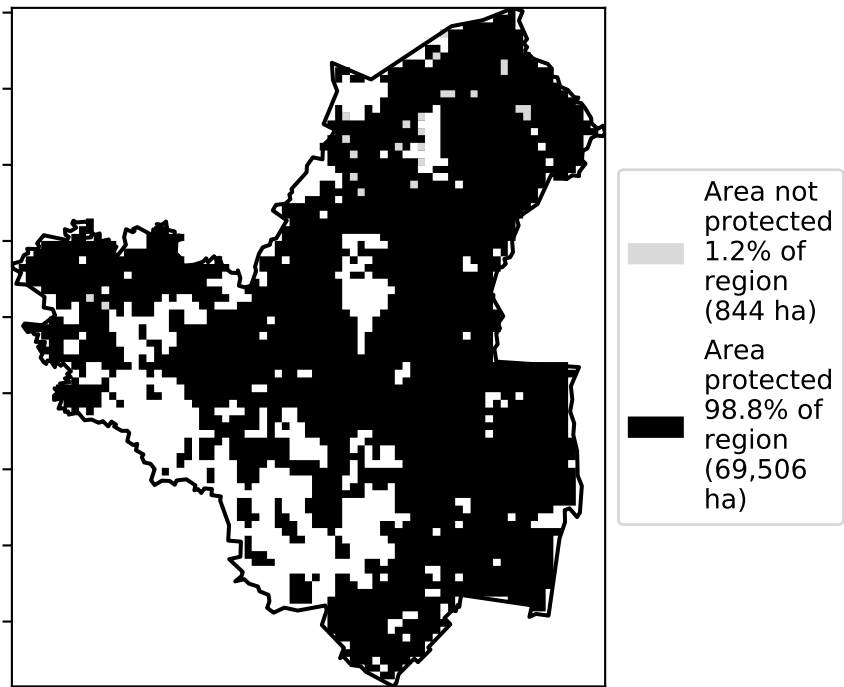 Area not
protected
1.2% of
region
(844 ha)
Area
protected
98.8% of
region
(69,506
ha)